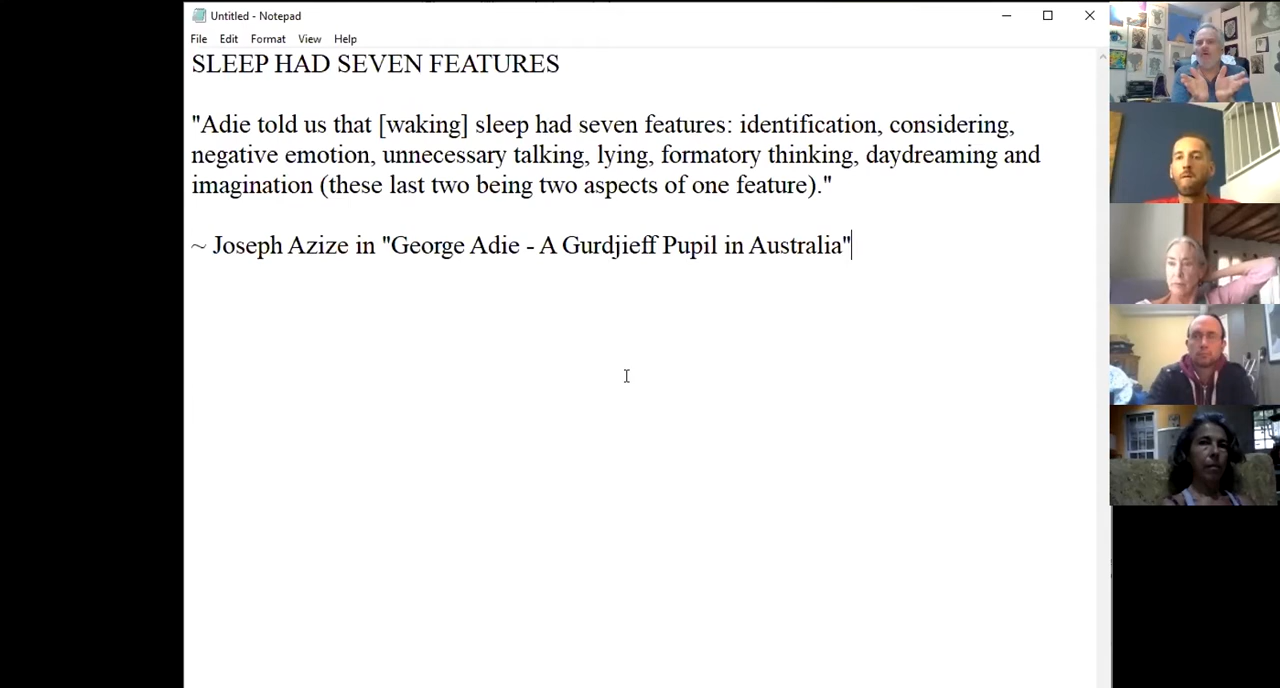 Untitled - Notepad
File Edit Format View Help
SLEEP HAD SEVEN FEATURES
"Adie told us that [waking] sleep had seven features: identification, considering,
negative emotion, unnecessary talking, lying, formatory thinking, daydreaming and
imagination (these last two being two aspects of one feature)."
~ Joseph Azize in "George Adie - A Gurdjieff Pupil in Australia"